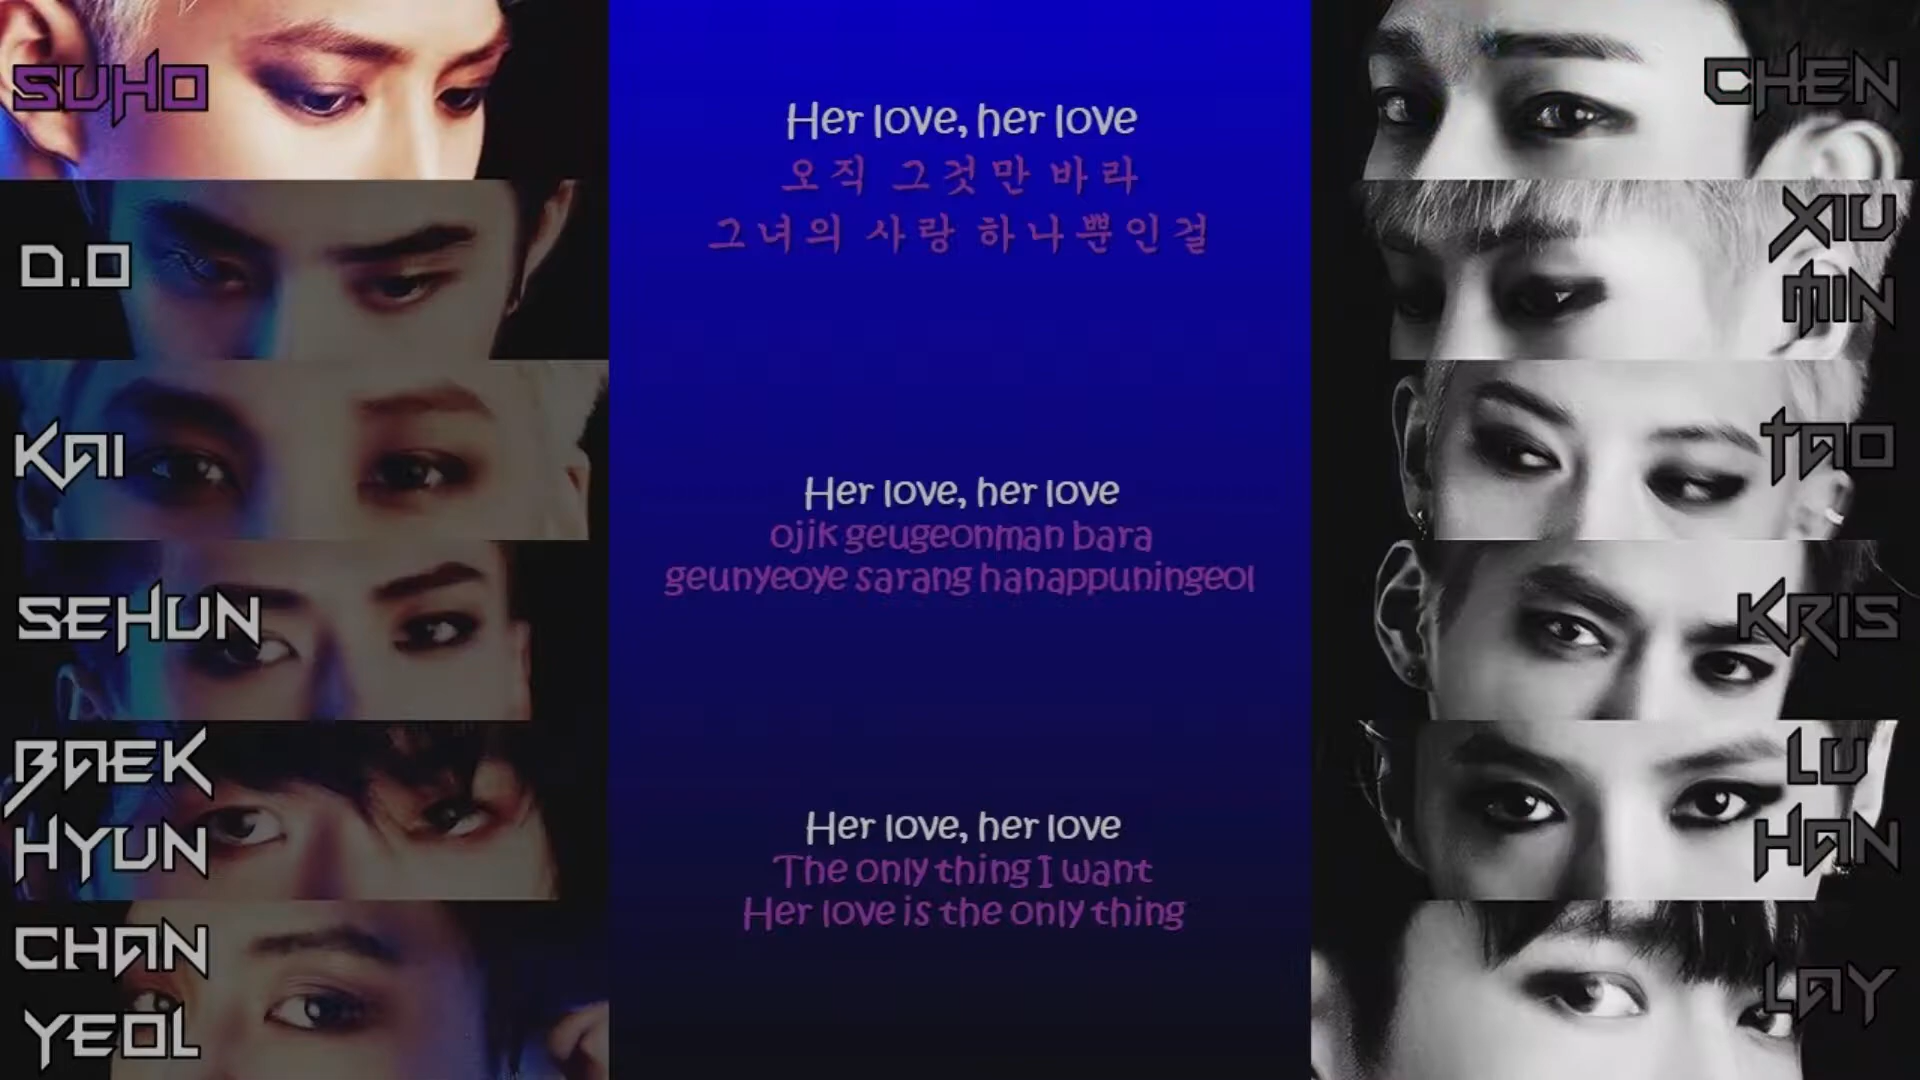 SUHO
D.O
KAI
SEHUN
BAEK
HYUN
CHAN
YEOL
Her love, her love
오직 그것만 바라
그녀의 사랑 하나뿐인걸
Her love, her love
ojik geugeonman bara
geunyeoye sarang hanappuningeol
Her love, her love
The only thing I want
Her love is the only thing
CHEN
XIU
MIN
TAO
KRIS
LU
HAN
LAY